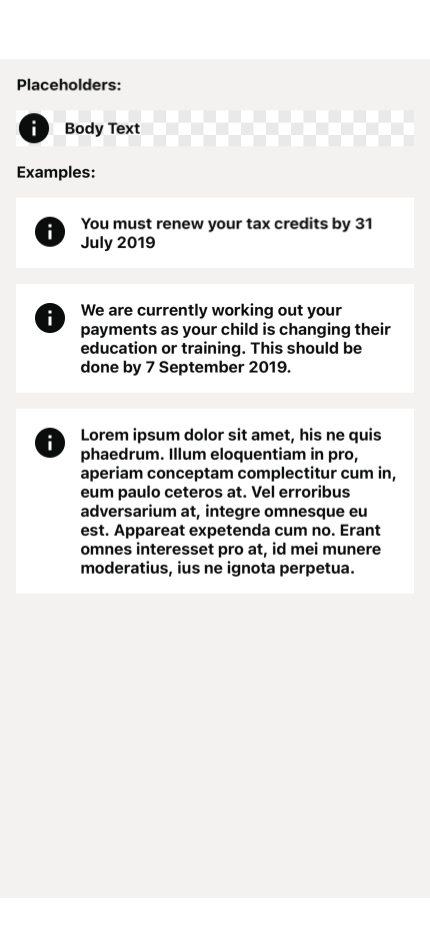 Placeholders:
Body Text
Examples:
You must renew your tax credits by 31
July 2019
We are currently working out your
payments as your child is changing their
education or training. This should be
done by 7 September 2019.
Lorem ipsum dolor sit amet, his ne quis
phaedrum. Illum eloquentiam in pro,
aperiam conceptam complectitur cum in,
eum paulo ceteros at. Vel erroribus
adversarium at, integre omnesque eu
est. Appareat expetenda cum no. Erant
omnes interesset pro at, id mei munere
moderatius, ius ne ignota perpetua.